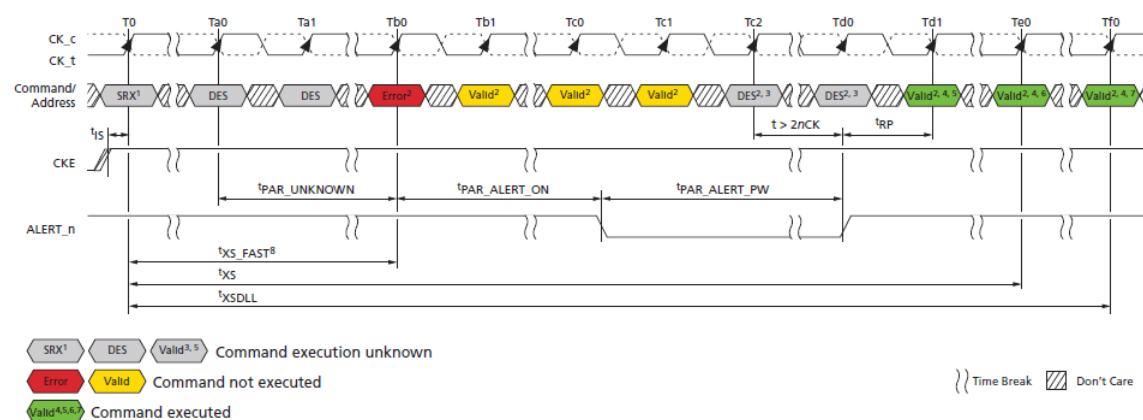 T0 Ta0 Ta1 Tb0 Tb1 Tc0 Tc1 Tc2 Td0 Td1 Te0 Tf0
CK_c
CK_t
Command/
Address
SRX¹ DES DES Error² Valid² Valid² Valid² DES², ³ DES², ³ Valid², ⁴, ⁵ Valid², ⁴, ⁶ Valid², ⁴, ⁷
tIS t > 2nCK tRP
CKE
tPAR_UNKNOWN tPAR_ALERT_ON tPAR_ALERT_PW
ALERT_n
tXS_FAST⁸
tXS
tXSDLL
SRX¹ DES Valid³, ⁵ Command execution unknown
Error Valid Command not executed
Time Break Don't Care
Valid⁴,⁵,⁶,⁷ Command executed